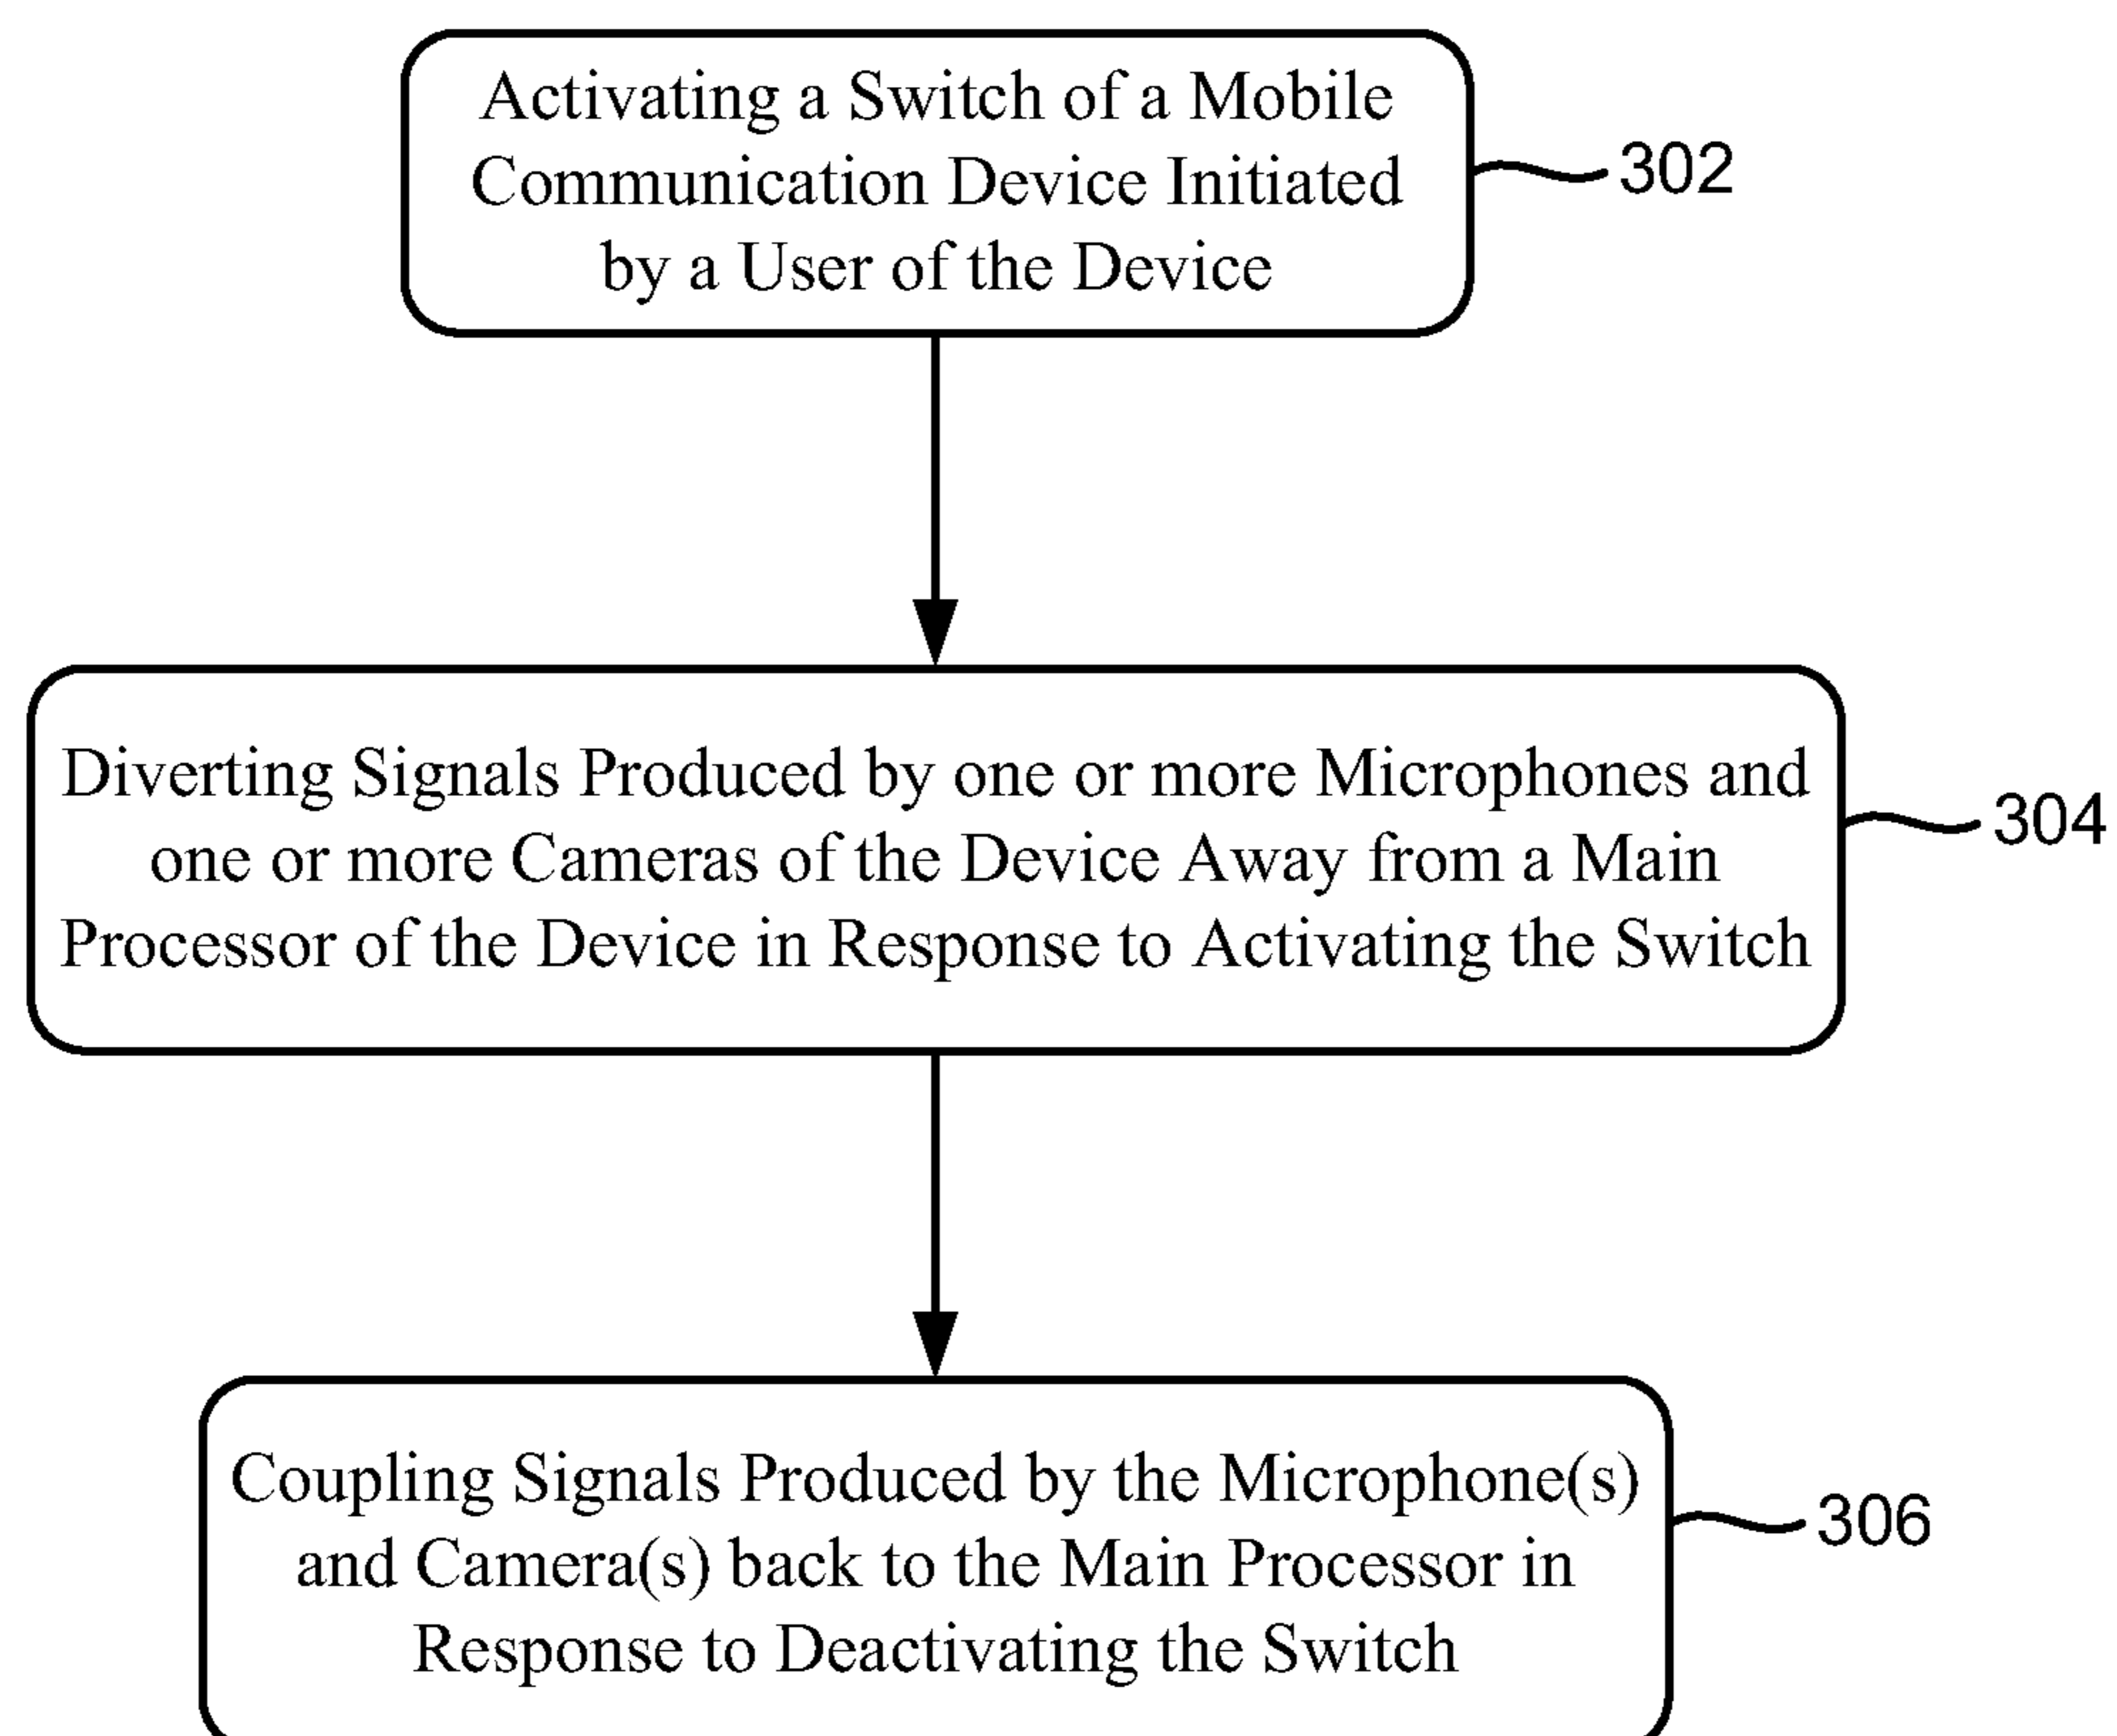 Activating a Switch of a Mobile
Communication Device Initiated
by a User of the Device
302
Diverting Signals Produced by one or more Microphones and
one or more Cameras of the Device Away from a Main
Processor of the Device in Response to Activating the Switch
304
Coupling Signals Produced by the Microphone(s)
and Camera(s) back to the Main Processor in
Response to Deactivating the Switch
306